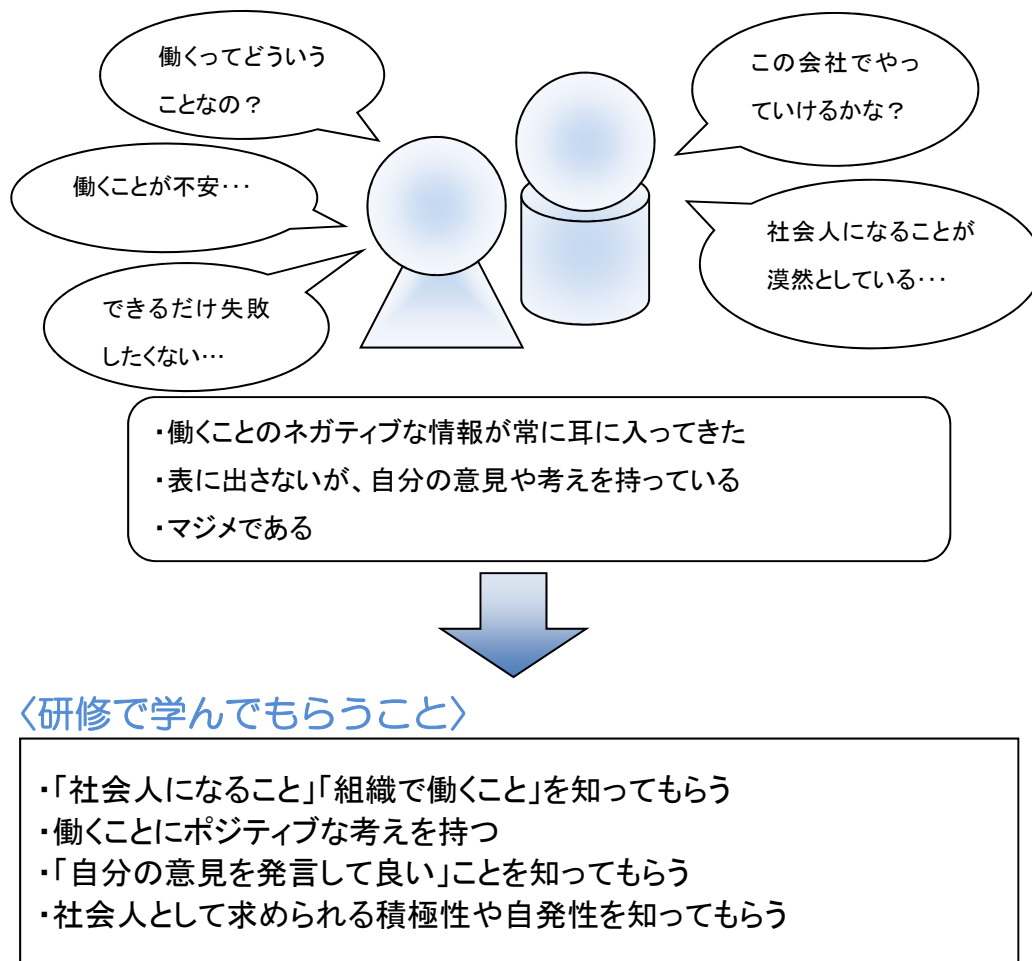 働くってどういう
ことなの？
この会社でやっ
ていけるかな？
働くことが不安･･･
社会人になることが
漠然としている･･･
できるだけ失敗
したくない…
・働くことのネガティブな情報が常に耳に入ってきた
・表に出さないが、自分の意見や考えを持っている
・マジメである
〈研修で学んでもらうこと〉
・「社会人になること」「組織で働くこと」を知ってもらう
・働くことにポジティブな考えを持つ
・「自分の意見を発言して良い」ことを知ってもらう
・社会人として求められる積極性や自発性を知ってもらう